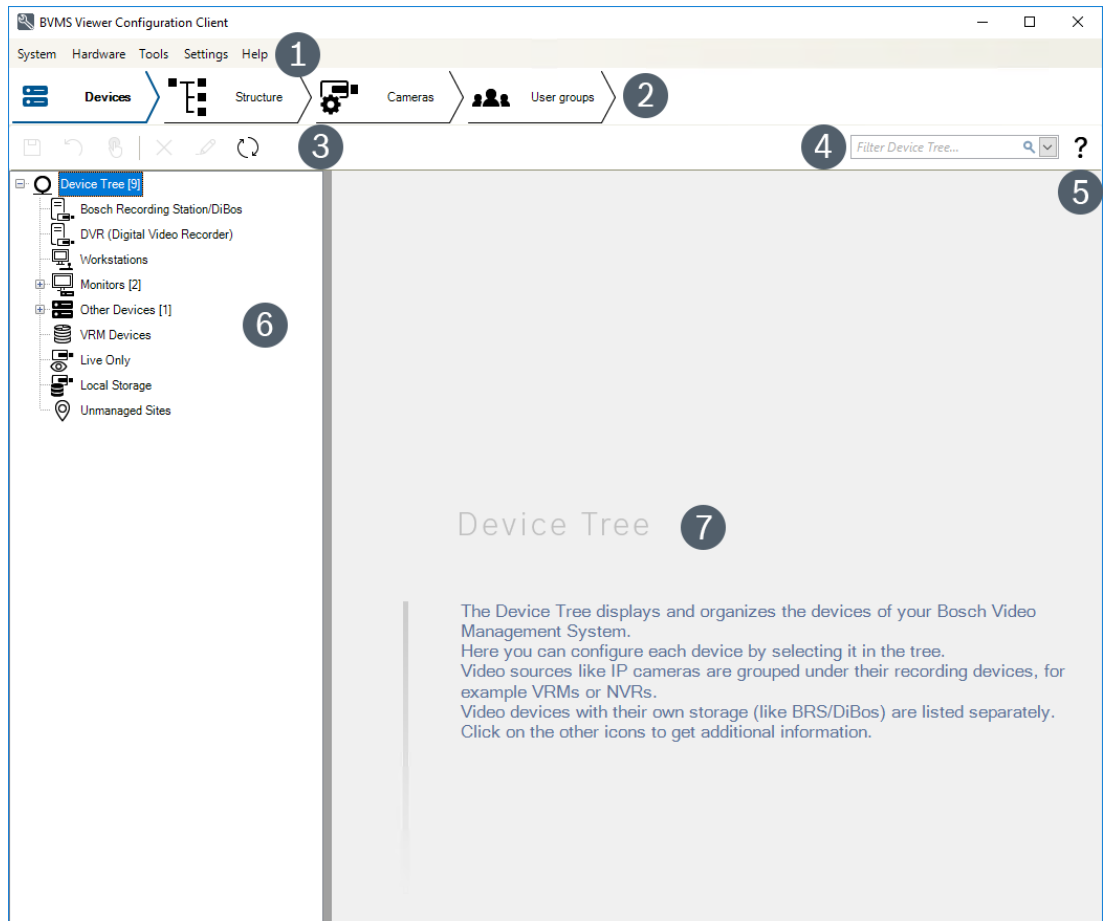 BVMS Viewer Configuration Client
System Hardware Tools Settings Help 1
Devices Structure Cameras User groups 2
3 4 Filter Device Tree... ?
5
Device Tree [9]
Bosch Recording Station/DiBos
DVR (Digital Video Recorder)
Workstations
Monitors [2]
Other Devices [1]
6
VRM Devices
Live Only
Local Storage
Unmanaged Sites
Device Tree 7
The Device Tree displays and organizes the devices of your Bosch Video
Management System.
Here you can configure each device by selecting it in the tree.
Video sources like IP cameras are grouped under their recording devices, for
example VRMs or NVRs.
Video devices with their own storage (like BRS/DiBos) are listed separately.
Click on the other icons to get additional information.